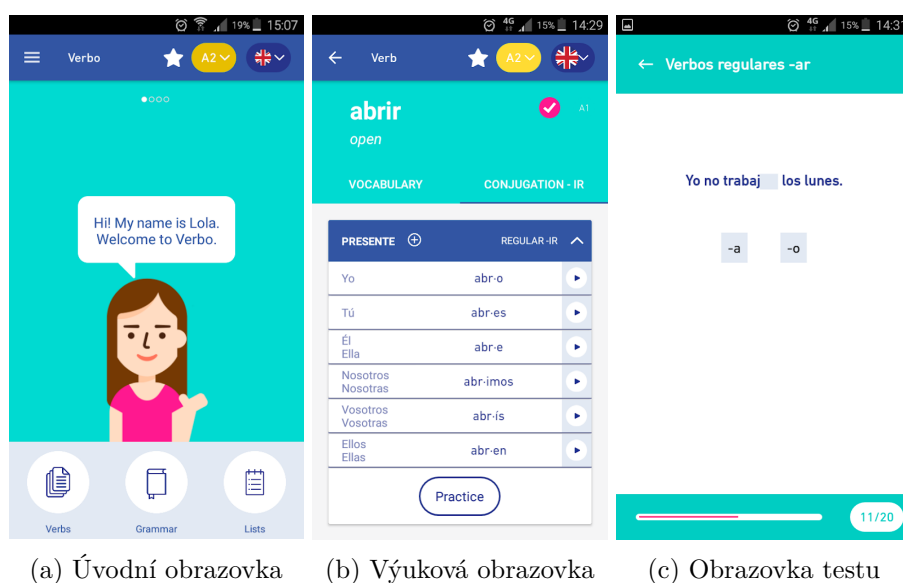 19% 15:07
Verbo A2
Hi! My name is Lola.
Welcome to Verbo.
Verbs Grammar Lists
(a) Úvodní obrazovka
4G 15% 14:29
Verb A2
abrir A1
open
VOCABULARY CONJUGATION - IR
PRESENTE REGULAR -IR
Yo abr·o
Tú abr·es
Él
Ella abr·e
Nosotros
Nosotras abr·imos
Vosotros
Vosotras abr·ís
Ellos
Ellas abr·en
Practice
(b) Výuková obrazovka
4G 15% 14:31
Verbos regulares -ar
Yo no trabaj los lunes.
-a -o
11/20
(c) Obrazovka testu